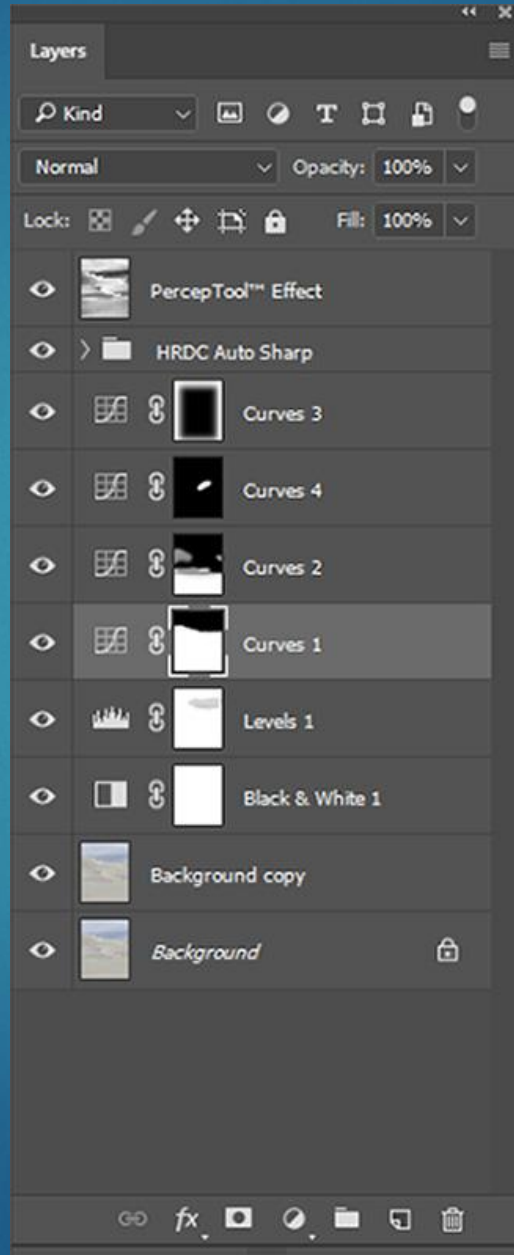 Layers
Kind
Normal Opacity: 100%
Lock: Fill: 100%
PercepTool™ Effect
HRDC Auto Sharp
Curves 3
Curves 4
Curves 2
Curves 1
Levels 1
Black & White 1
Background copy
Background
fx